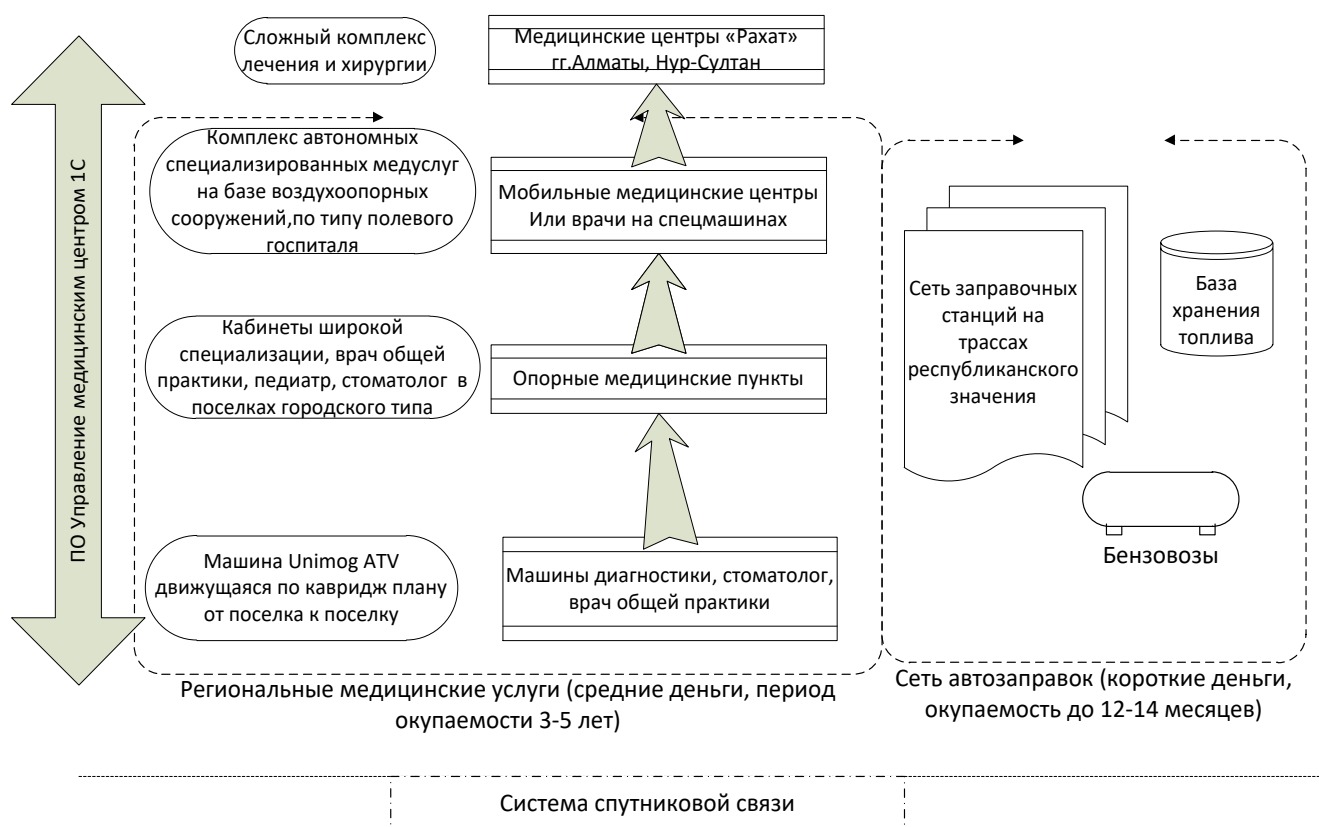 Сложный комплекс
лечения и хирургии
Медицинские центры «Рахат»
гг.Алматы, Нур-Султан
ПО Управление медицинским центром 1С
Комплекс автономных
специализированных медуслуг
на базе воздухоопорных
сооружений,по типу полевого
госпиталя
Мобильные медицинские центры
Или врачи на спецмашинах
Кабинеты широкой
специализации, врач общей
практики, педиатр, стоматолог в
поселках городского типа
Опорные медицинские пункты
Машина Unimog ATV
движущаяся по кавридж плану
от поселка к поселку
Машины диагностики, стоматолог,
врач общей практики
Региональные медицинские услуги (средние деньги, период
окупаемости 3-5 лет)
Сеть заправочных
станций на
трассах
республиканского
значения
База
хранения
топлива
Бензовозы
Сеть автозаправок (короткие деньги,
окупаемость до 12-14 месяцев)
Система спутниковой связи